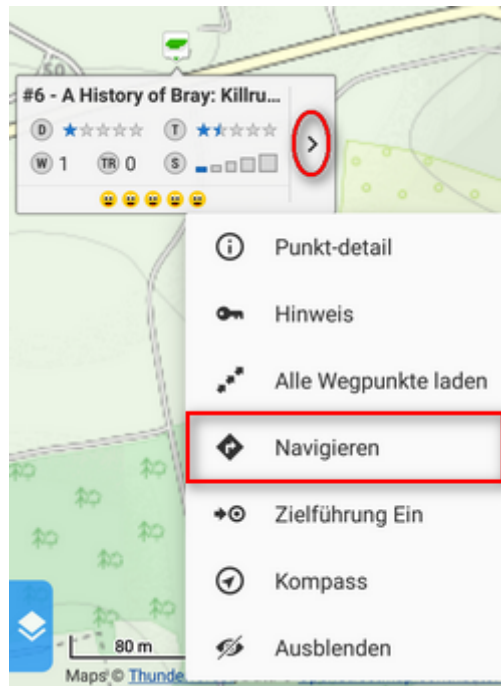 50
#6 - A History of Bray: Killru...
D T
W 1 TR 0 S
Punkt-detail
Hinweis
Alle Wegpunkte laden
Navigieren
Zielführung Ein
Kompass
Ausblenden
80 m
Maps © Thunde